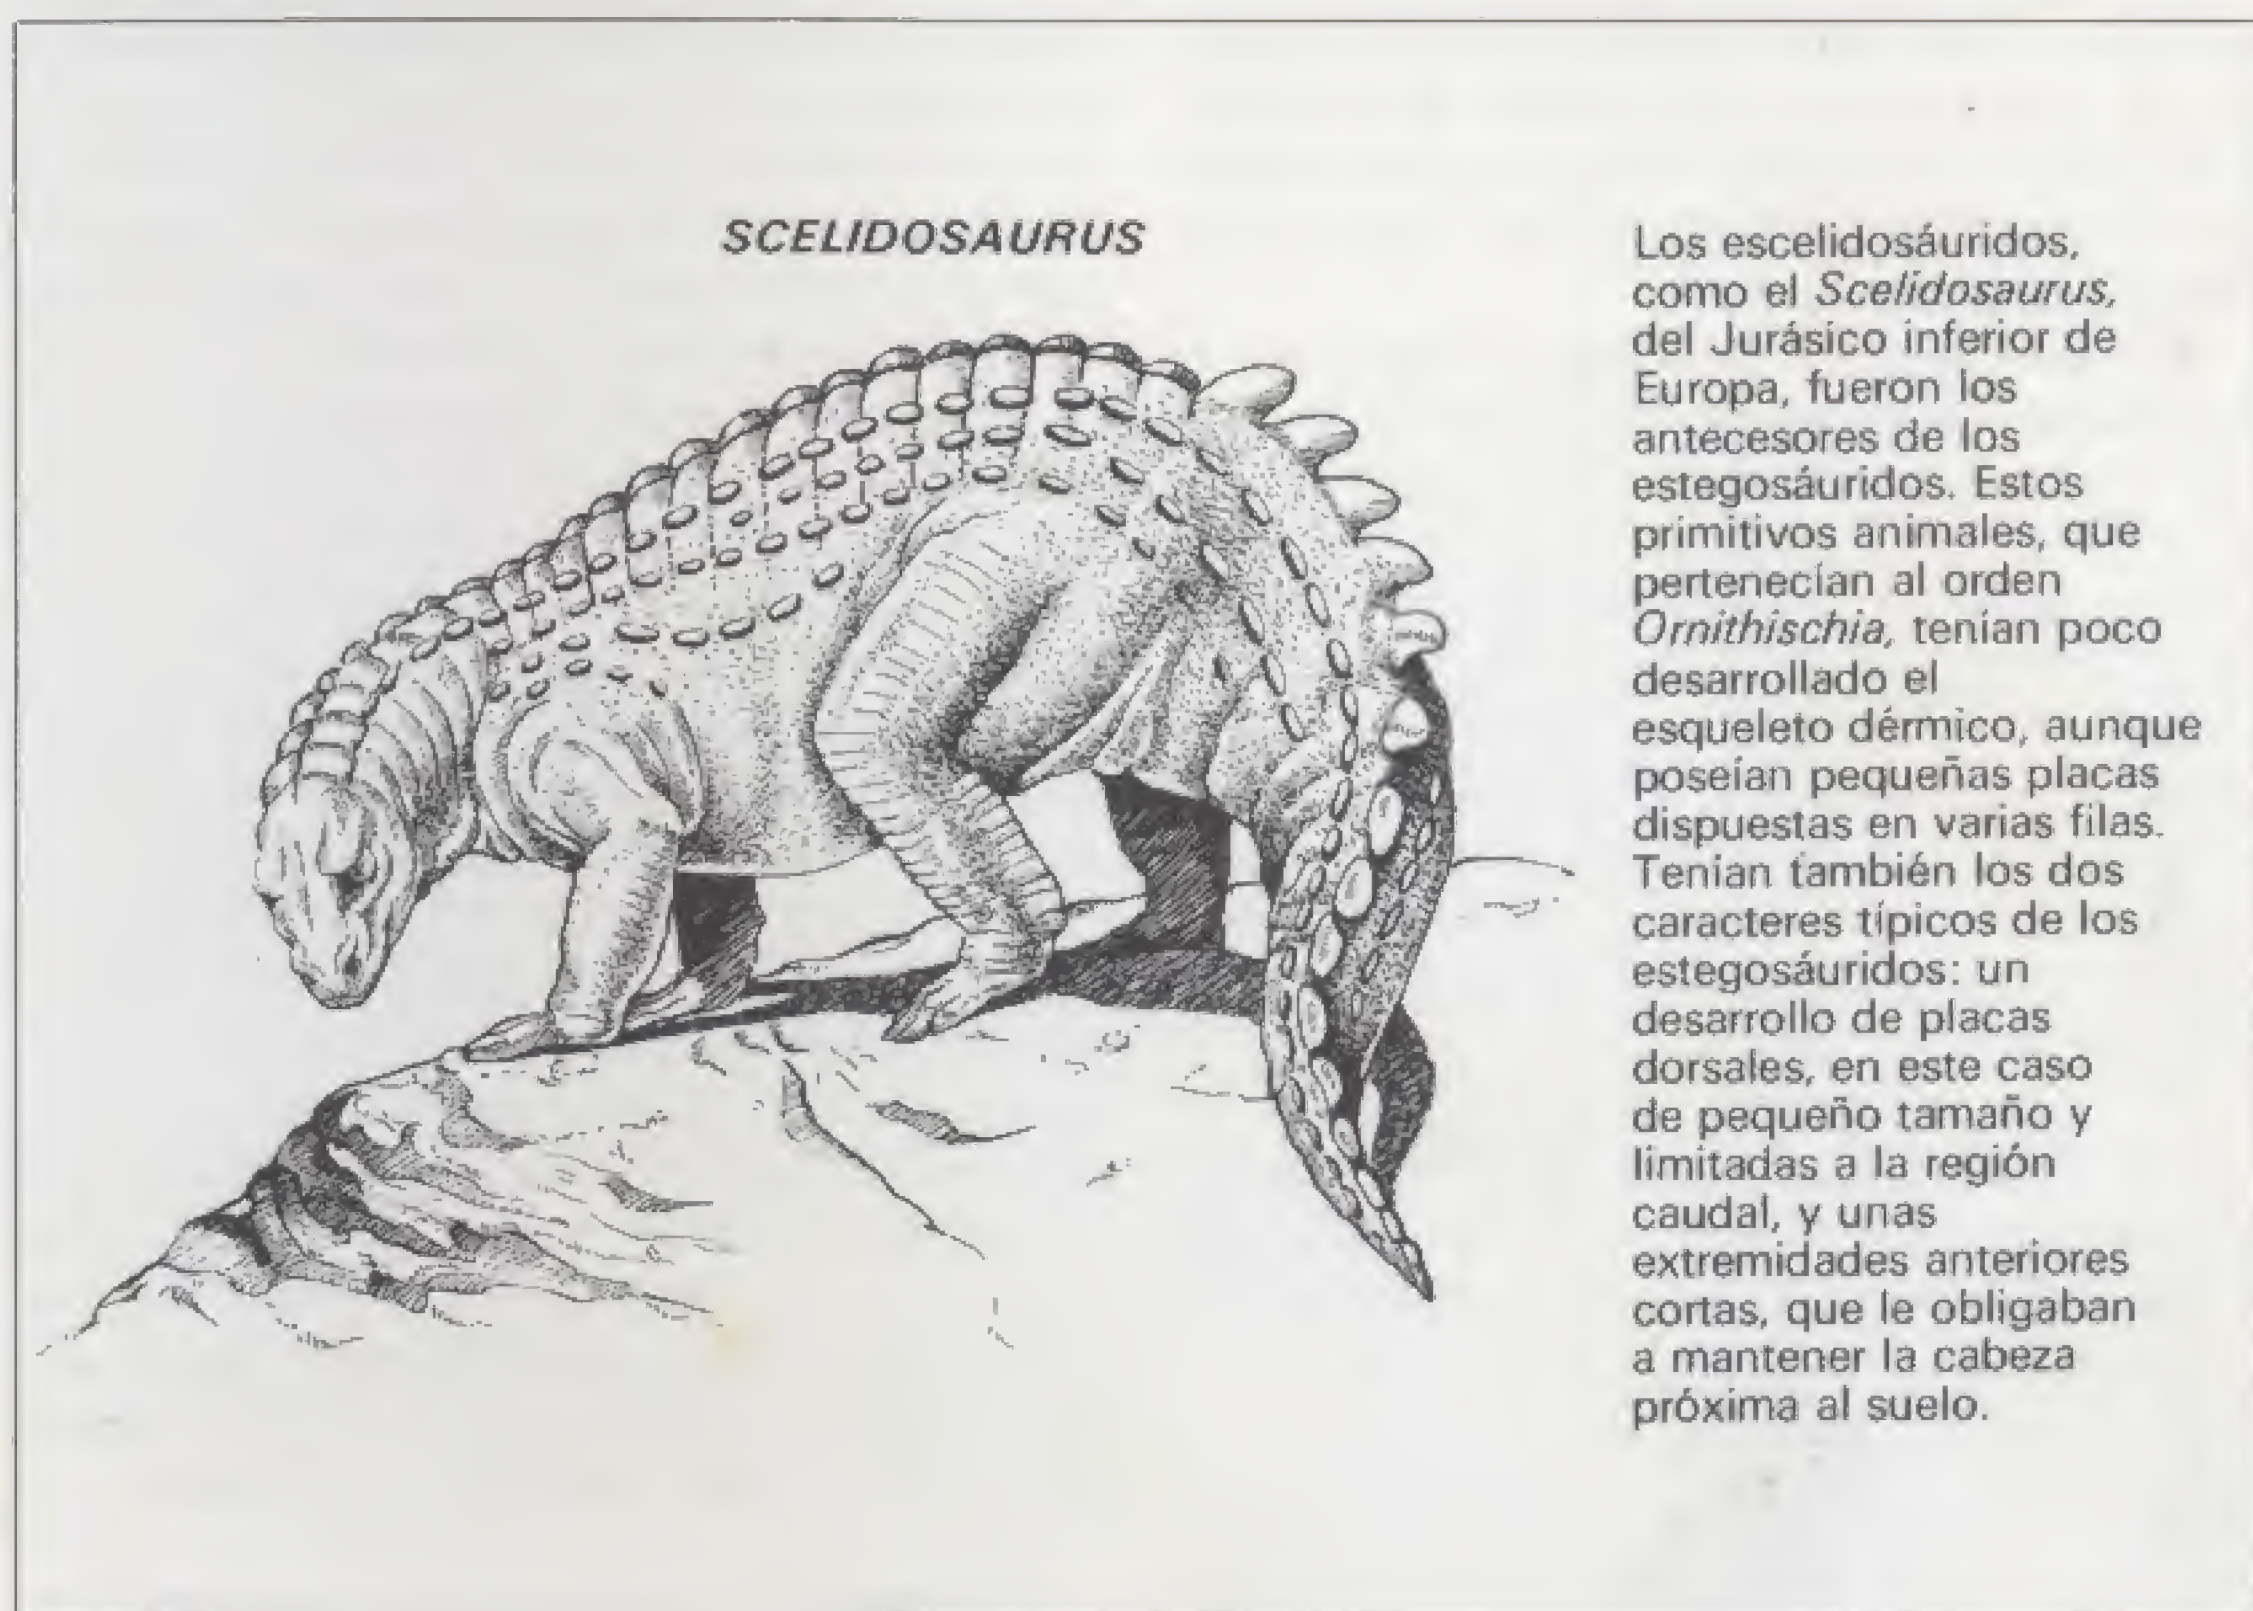 SCELIDOSAURUS
Los escelidosáuridos,
como el Scelidosaurus,
del Jurásico inferior de
Europa, fueron los
antecesores de los
estegosáuridos. Estos
primitivos animales, que
pertenecían al orden
Ornithischia, tenían poco
desarrollado el
esqueleto dérmico, aunque
poseían pequeñas placas
dispuestas en varias filas.
Tenían también los dos
caracteres típicos de los
estegosáuridos: un
desarrollo de placas
dorsales, en este caso
de pequeño tamaño y
limitadas a la región
caudal, y unas
extremidades anteriores
cortas, que le obligaban
a mantener la cabeza
próxima al suelo.